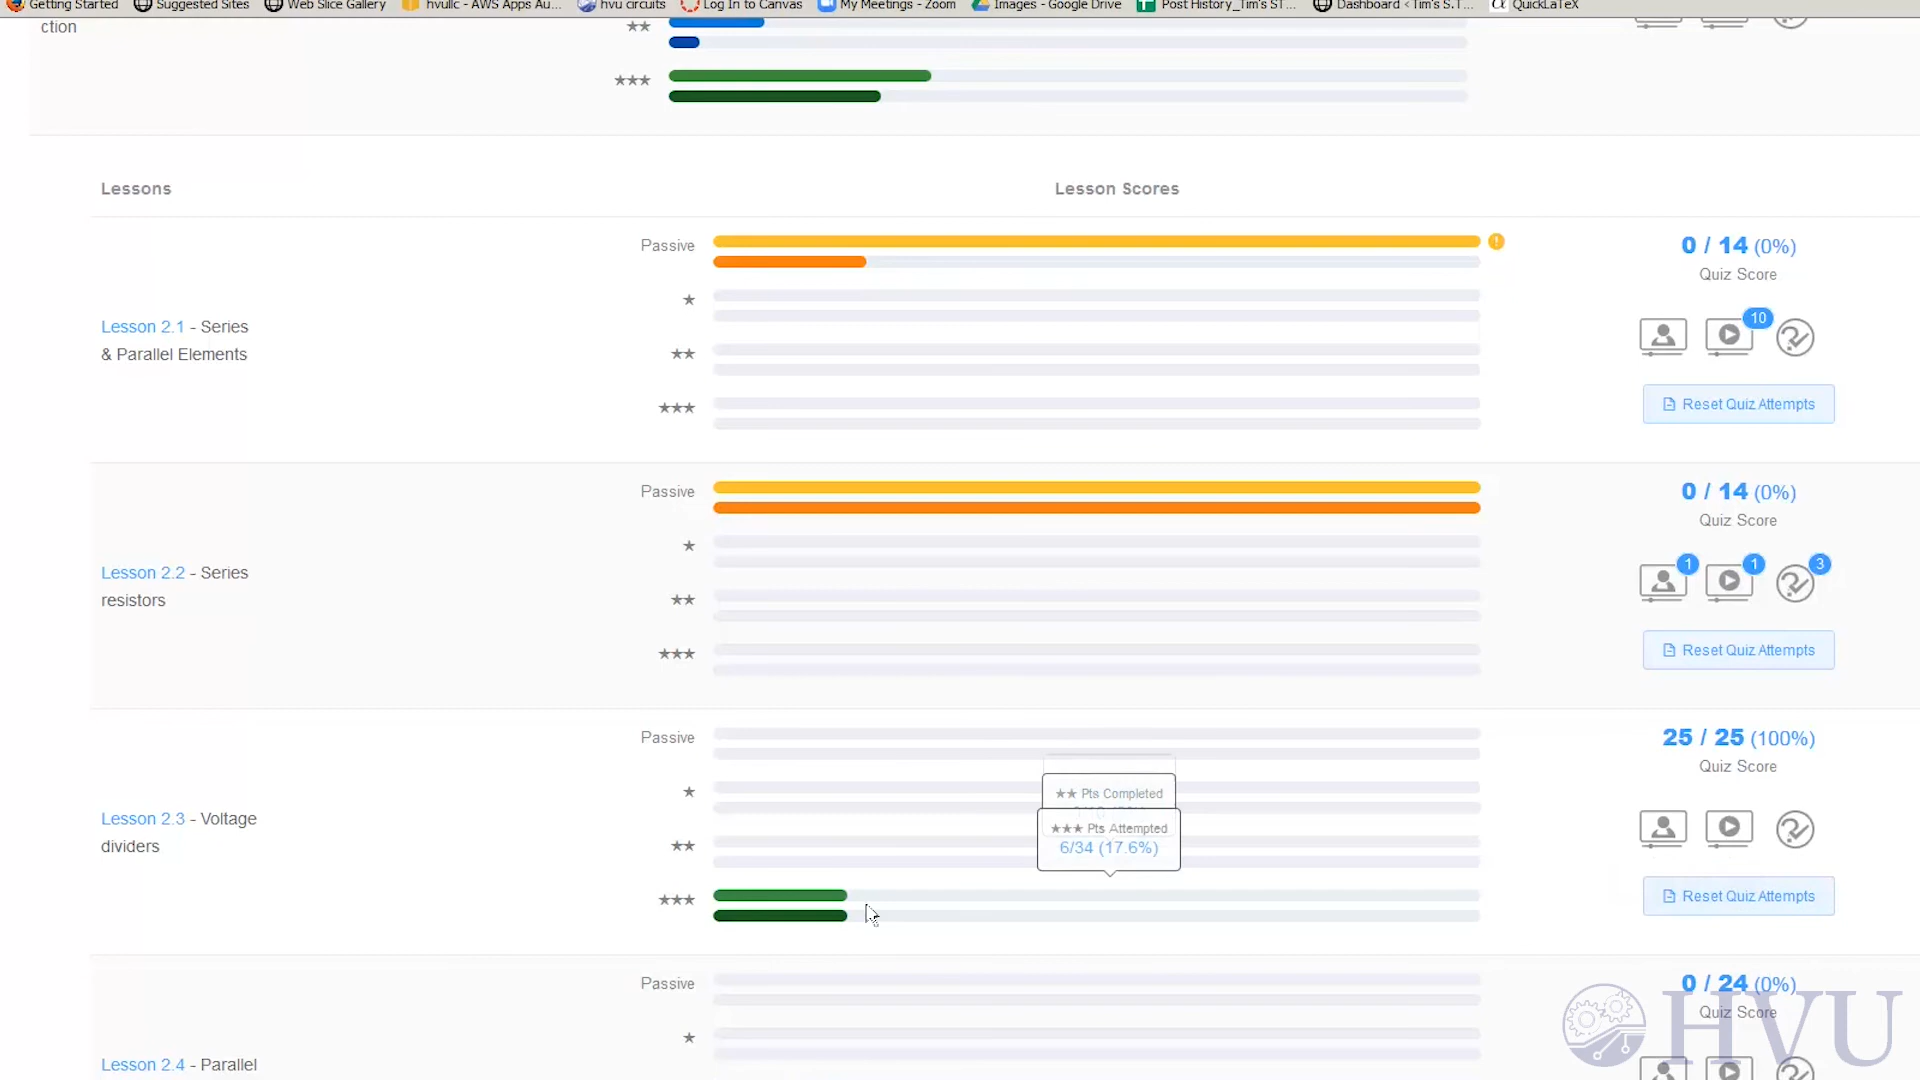 Getting Started Suggested Sites Web Slice Gallery hvullc - AWS Apps Au... hvu circuits Log In to Canvas My Meetings - Zoom Images - Google Drive Post History_Tim's ST... Dashboard < Tim's S.T... QuickLaTeX
ction
★★
★★★
Lessons Lesson Scores
Passive
★
★★
★★★
Lesson 2.1 - Series
& Parallel Elements
0 / 14 (0%)
Quiz Score
10
Reset Quiz Attempts
Passive
★
★★
★★★
Lesson 2.2 - Series
resistors
0 / 14 (0%)
Quiz Score
1 1 3
Reset Quiz Attempts
Passive
★
★★
★★★
Lesson 2.3 - Voltage
dividers
★★ Pts Completed
★★★ Pts Attempted
6/34 (17.6%)
25 / 25 (100%)
Quiz Score
Reset Quiz Attempts
Passive
★
Lesson 2.4 - Parallel
0 / 24 (0%)
Quiz Score
HVU